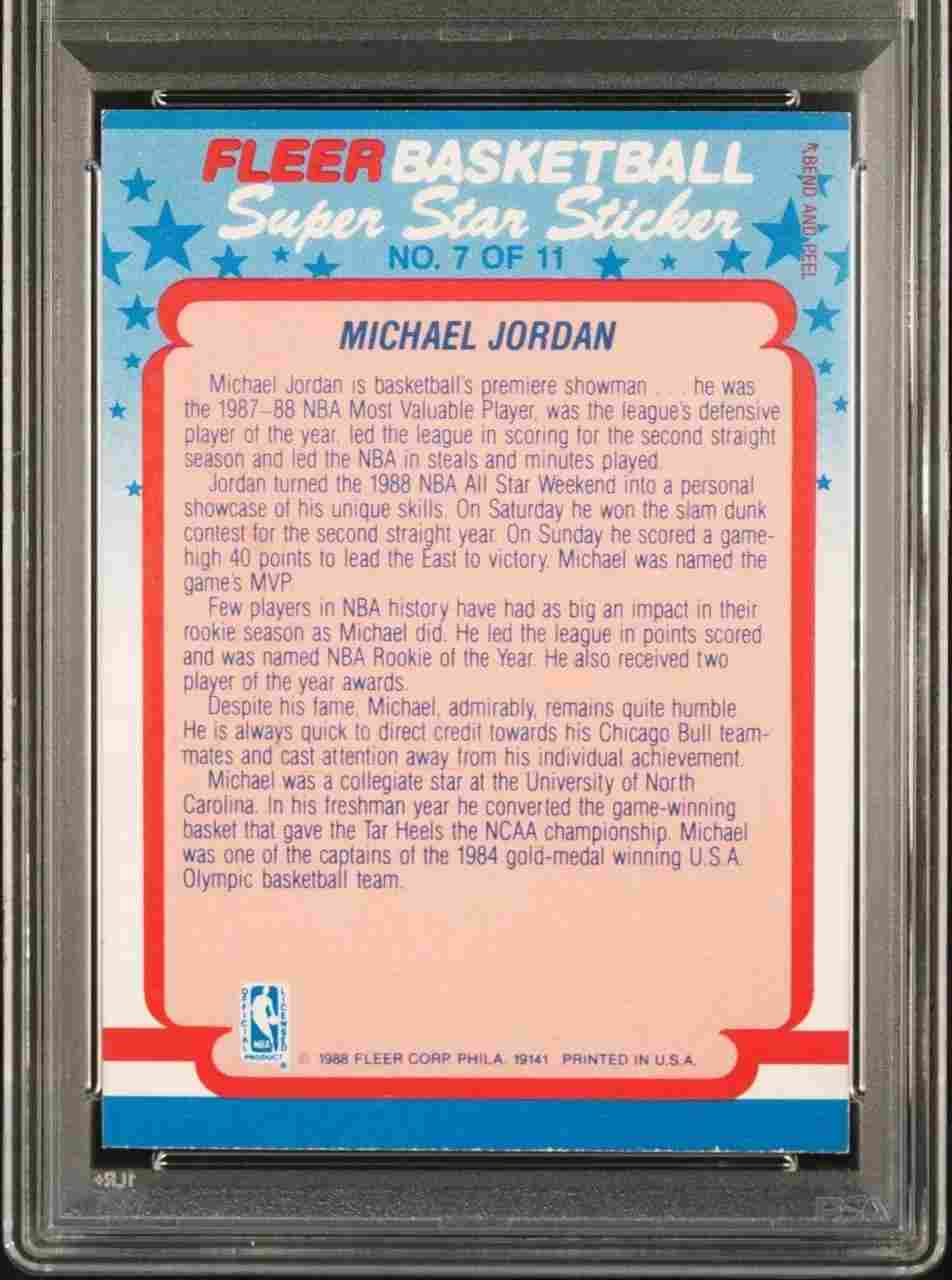 FLEER BASKETBALL
Super Star Sticker
NO. 7 OF 11
BEND AND PEEL
MICHAEL JORDAN
Michael Jordan is basketball's premiere showman . . . he was
the 1987–88 NBA Most Valuable Player, was the league's defensive
player of the year, led the league in scoring for the second straight
season and led the NBA in steals and minutes played.
Jordan turned the 1988 NBA All Star Weekend into a personal
showcase of his unique skills. On Saturday he won the slam dunk
contest for the second straight year. On Sunday he scored a game-
high 40 points to lead the East to victory. Michael was named the
game's MVP.
Few players in NBA history have had as big an impact in their
rookie season as Michael did. He led the league in points scored
and was named NBA Rookie of the Year. He also received two
player of the year awards.
Despite his fame, Michael, admirably, remains quite humble.
He is always quick to direct credit towards his Chicago Bull team-
mates and cast attention away from his individual achievement.
Michael was a collegiate star at the University of North
Carolina. In his freshman year he converted the game-winning
basket that gave the Tar Heels the NCAA championship. Michael
was one of the captains of the 1984 gold-medal winning U.S.A.
Olympic basketball team.
OFFICIAL
LICENSED
NBA
PRODUCT
© 1988 FLEER CORP. PHILA. 19141 PRINTED IN U.S.A.
PSA